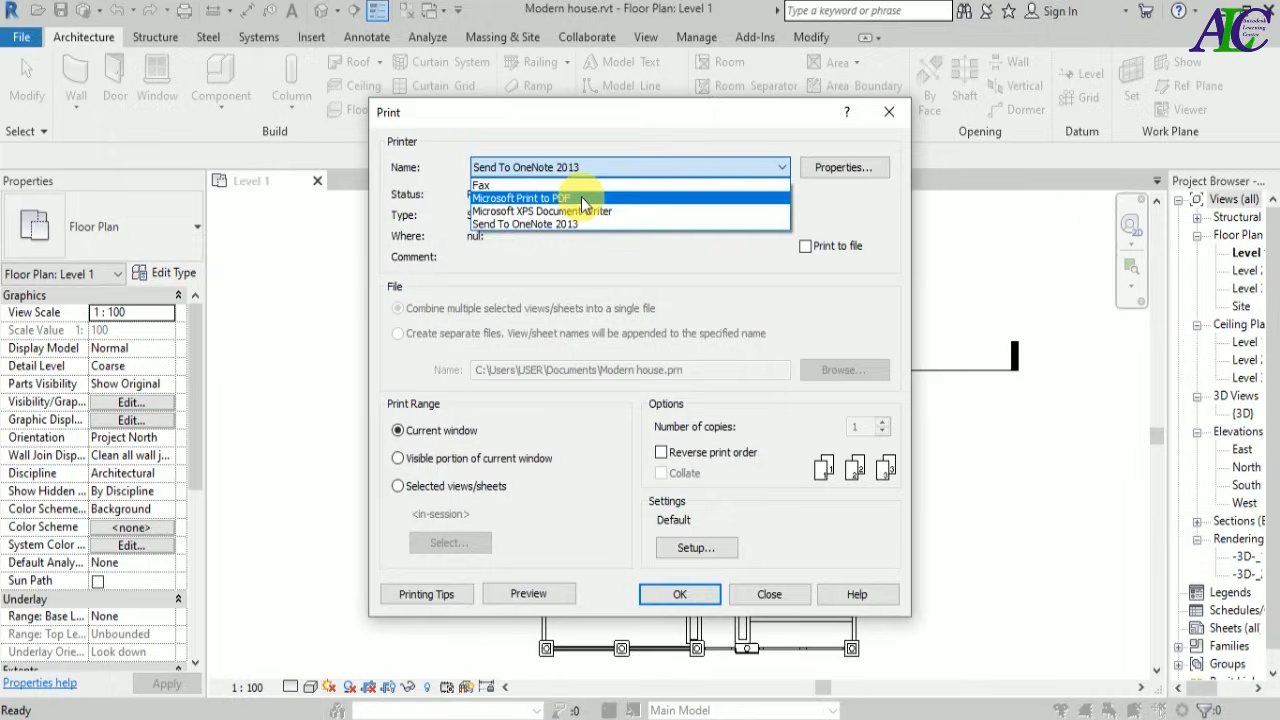 Modern house.rvt - Floor Plan: Level 1
Type a keyword or phrase
Sign In
ALC
Autodesk
Learning
Center
File
Architecture
Structure
Steel
Systems
Insert
Annotate
Analyze
Massing & Site
Collaborate
View
Manage
Add-Ins
Modify
Modify
Wall
Door
Window
Component
Column
Roof
Ceiling
Floo
Curtain System
Curtain Grid
Railing
Ramp
Model Text
Model Line
Room
Room Separator
Area
Area Boundary
By
Face
Shaft
Wall
Vertical
Dormer
Level
Grid
Set
Show
Ref Plane
Viewer
Select
Build
Opening
Datum
Work Plane
Properties
Floor Plan
Floor Plan: Level 1
Edit Type
Graphics
View Scale
1 : 100
Scale Value 1:
100
Display Model
Normal
Detail Level
Coarse
Parts Visibility
Show Original
Visibility/Grap...
Edit...
Graphic Displ...
Edit...
Orientation
Project North
Wall Join Disp...
Clean all wall j...
Discipline
Architectural
Show Hidden ...
By Discipline
Color Scheme ...
Background
Color Scheme
<none>
System Color ...
Edit...
Default Analy...
None
Sun Path
Underlay
Range: Base L...
None
Range: Top Le...
Unbounded
Underlay Orie...
Look down
Properties help
Apply
Level 1
Print
Printer
Name:
Send To OneNote 2013
Properties...
Fax
Microsoft Print to PDF
Microsoft XPS Document Writer
Send To OneNote 2013
Status:
Type:
Where:
nul:
Comment:
Print to file
File
Combine multiple selected views/sheets into a single file
Create separate files. View/sheet names will be appended to the specified name
Name:
C:\Users\USER\Documents\Modern house.prn
Browse...
Print Range
Current window
Visible portion of current window
Selected views/sheets
<in-session>
Select...
Options
Number of copies:
1
Reverse print order
Collate
Settings
Default
Setup...
Printing Tips
Preview
OK
Close
Help
Project Brow...
Views (all)
Structural
Floor Plan
Level
Level
Level
Site
Ceiling Pla
Level
Level
Level
3D Views
{3D}
Elevations
East
North
South
West
Sections (E
Rendering
-3D-_
-3D-_
Legends
Schedules/
Sheets (all)
Families
Groups
1 : 100
Ready
:0
Main Model
:0